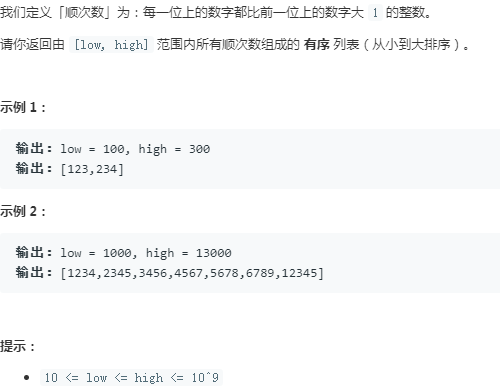 我们定义「顺次数」为：每一位上的数字都比前一位上的数字大 1 的整数。
请你返回由 [low, high] 范围内所有顺次数组成的 有序 列表（从小到大排序）。
示例 1：
输出：low = 100, high = 300
输出：[123,234]
示例 2：
输出：low = 1000, high = 13000
输出：[1234,2345,3456,4567,5678,6789,12345]
提示：
• 10 <= low <= high <= 10^9